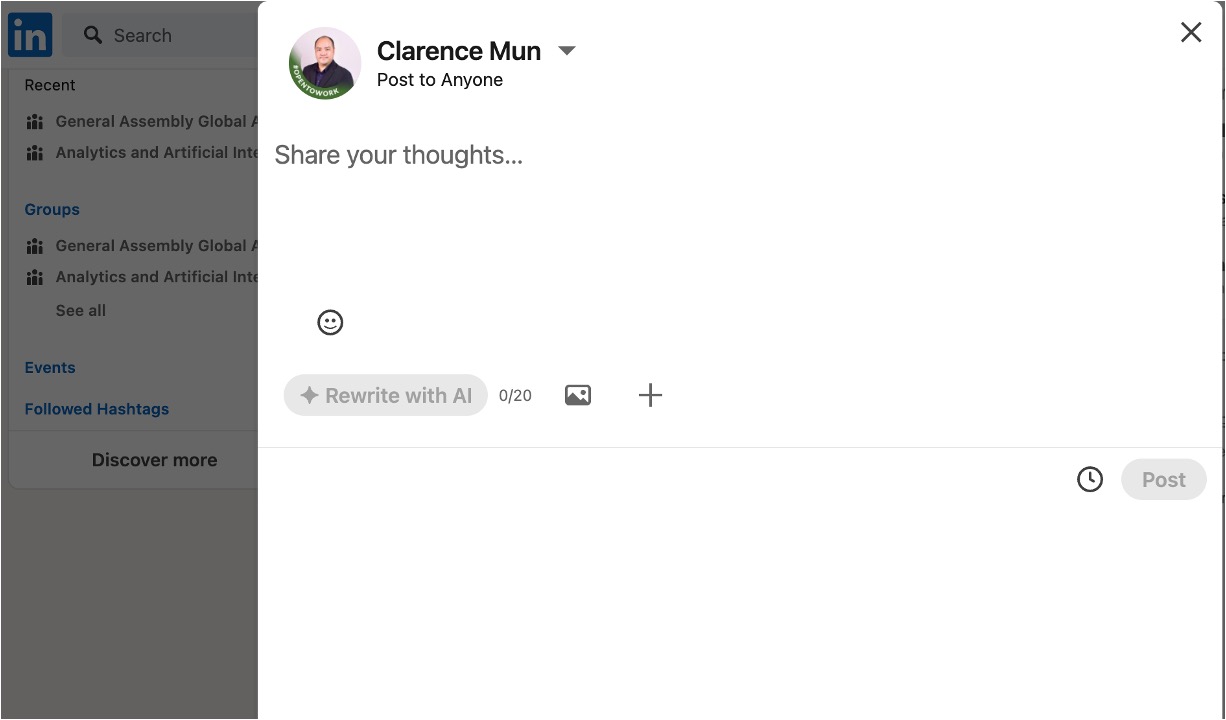 in
Search
Recent
General Assembly Global A
Analytics and Artificial Inte
Groups
General Assembly Global A
Analytics and Artificial Inte
See all
Events
Followed Hashtags
Discover more
#OPENTOWORK
Clarence Mun
Post to Anyone
Share your thoughts...
Rewrite with AI
0/20
Post